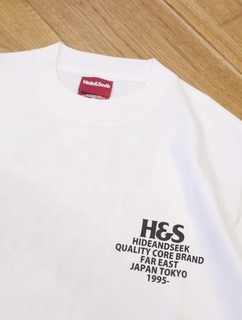 Hide&Seek
H&S
HIDEANDSEEK
QUALITY CORE BRAND
FAR EAST
JAPAN TOKYO
1995-